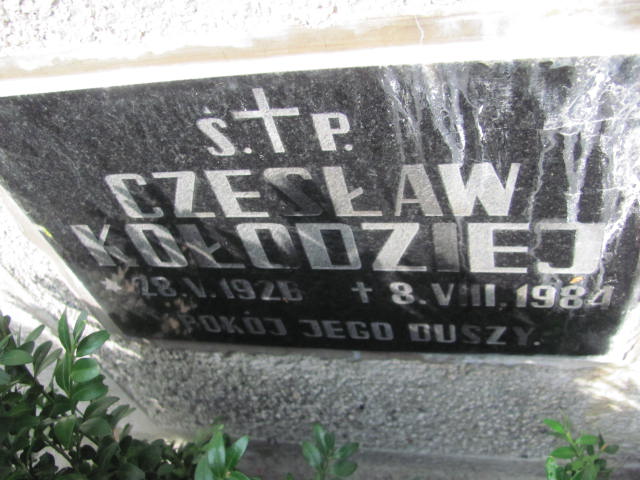 Ś. † P.
CZESŁAW
KOŁODZIEJ
* 28.V.1926 † 8.VIII.1984
POKÓJ JEGO DUSZY.